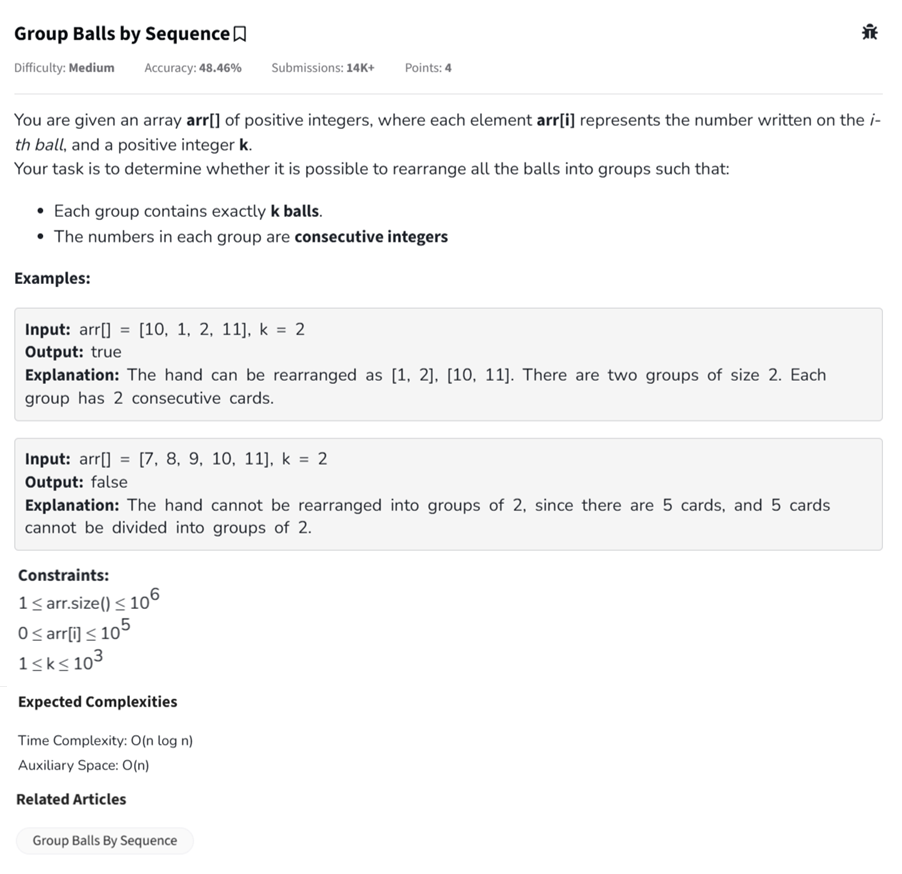 Group Balls by Sequence
Difficulty: Medium Accuracy: 48.46% Submissions: 14K+ Points: 4
You are given an array arr[] of positive integers, where each element arr[i] represents the number written on the i-
th ball, and a positive integer k.
Your task is to determine whether it is possible to rearrange all the balls into groups such that:
• Each group contains exactly k balls.
• The numbers in each group are consecutive integers
Examples:
Input: arr[] = [10, 1, 2, 11], k = 2
Output: true
Explanation: The hand can be rearranged as [1, 2], [10, 11]. There are two groups of size 2. Each
group has 2 consecutive cards.
Input: arr[] = [7, 8, 9, 10, 11], k = 2
Output: false
Explanation: The hand cannot be rearranged into groups of 2, since there are 5 cards, and 5 cards
cannot be divided into groups of 2.
Constraints:
1 ≤ arr.size() ≤ 10^6
0 ≤ arr[i] ≤ 10^5
1 ≤ k ≤ 10^3
Expected Complexities
Time Complexity: O(n log n)
Auxiliary Space: O(n)
Related Articles
Group Balls By Sequence